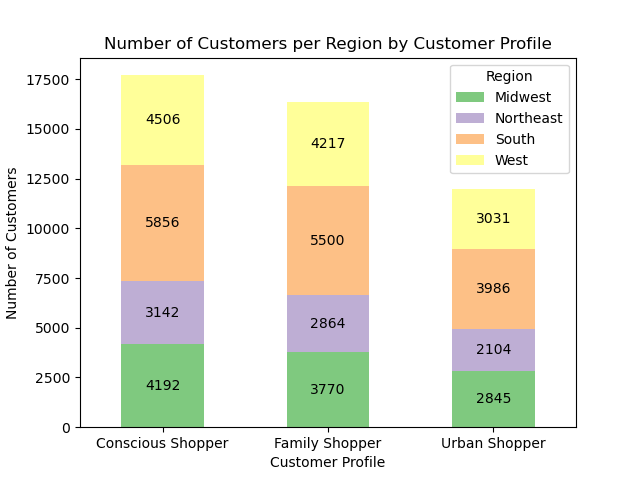 Number of Customers per Region by Customer Profile
Number of Customers
17500
15000
12500
10000
7500
5000
2500
0
Region
Midwest
Northeast
South
West
4506
5856
3142
4192
4217
5500
2864
3770
3031
3986
2104
2845
Conscious Shopper
Family Shopper
Urban Shopper
Customer Profile